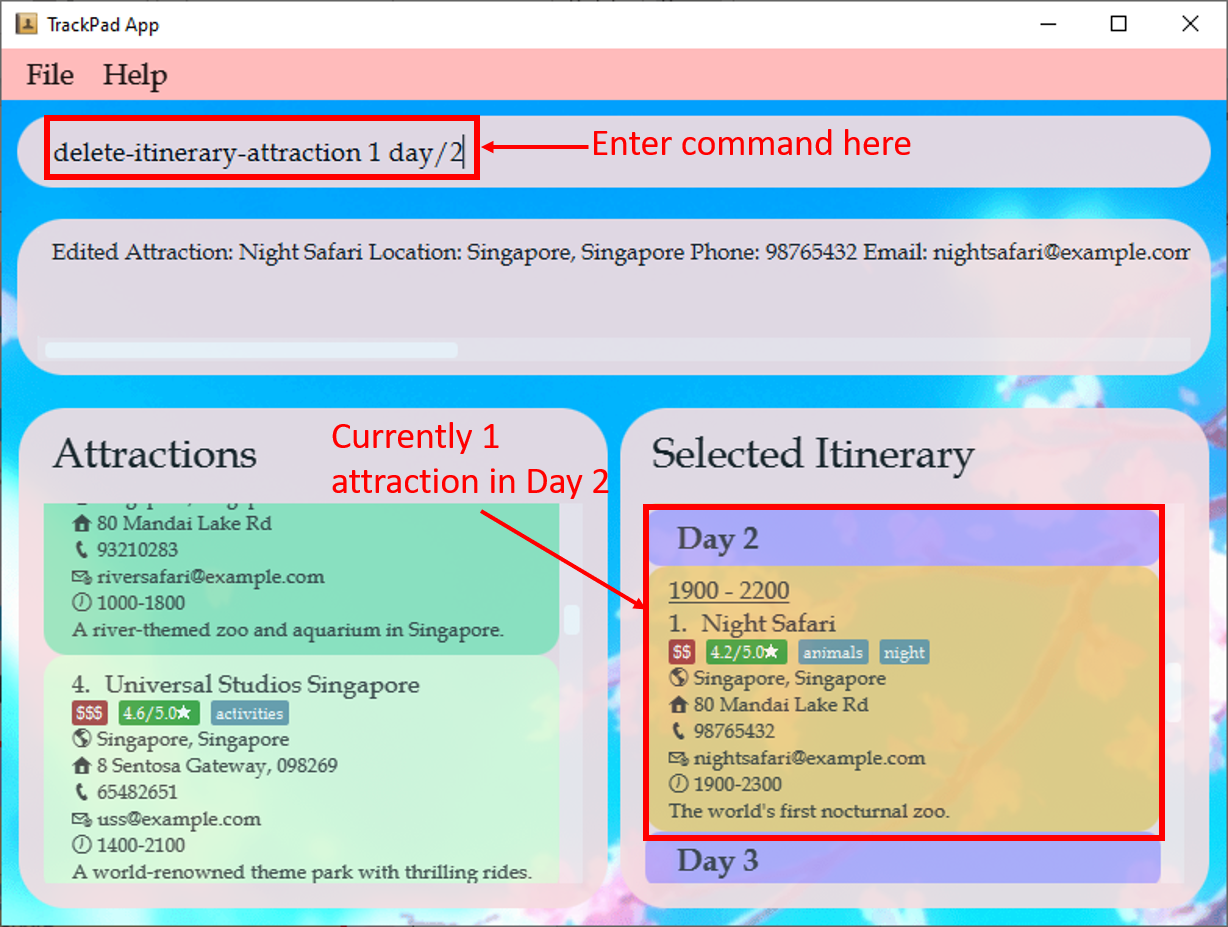 TrackPad App
File Help
delete-itinerary-attraction 1 day/2
Enter command here
Edited Attraction: Night Safari Location: Singapore, Singapore Phone: 98765432 Email: nightsafari@example.com
Attractions
Currently 1
attraction in Day 2
80 Mandai Lake Rd
93210283
riversafari@example.com
1000-1800
A river-themed zoo and aquarium in Singapore.
4. Universal Studios Singapore
$$$ 4.6/5.0★ activities
Singapore, Singapore
8 Sentosa Gateway, 098269
65482651
uss@example.com
1400-2100
A world-renowned theme park with thrilling rides.
Selected Itinerary
Day 2
1900 - 2200
1. Night Safari
$$ 4.2/5.0★ animals night
Singapore, Singapore
80 Mandai Lake Rd
98765432
nightsafari@example.com
1900-2300
The world's first nocturnal zoo.
Day 3